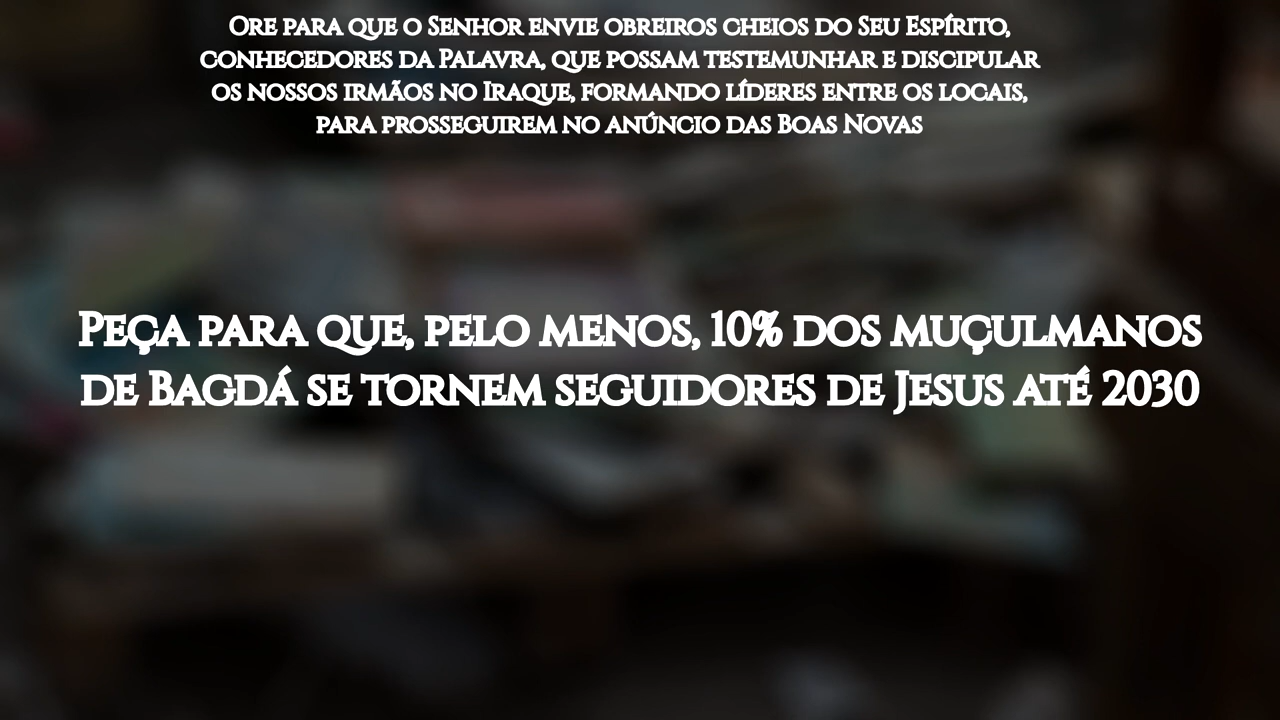 Ore para que o Senhor envie obreiros cheios do Seu Espírito,
conhecedores da Palavra, que possam testemunhar e discipular
os nossos irmãos no Iraque, formando líderes entre os locais,
para prosseguirem no anúncio das Boas Novas
Peça para que, pelo menos, 10% dos muçulmanos
de Bagdá se tornem seguidores de Jesus até 2030